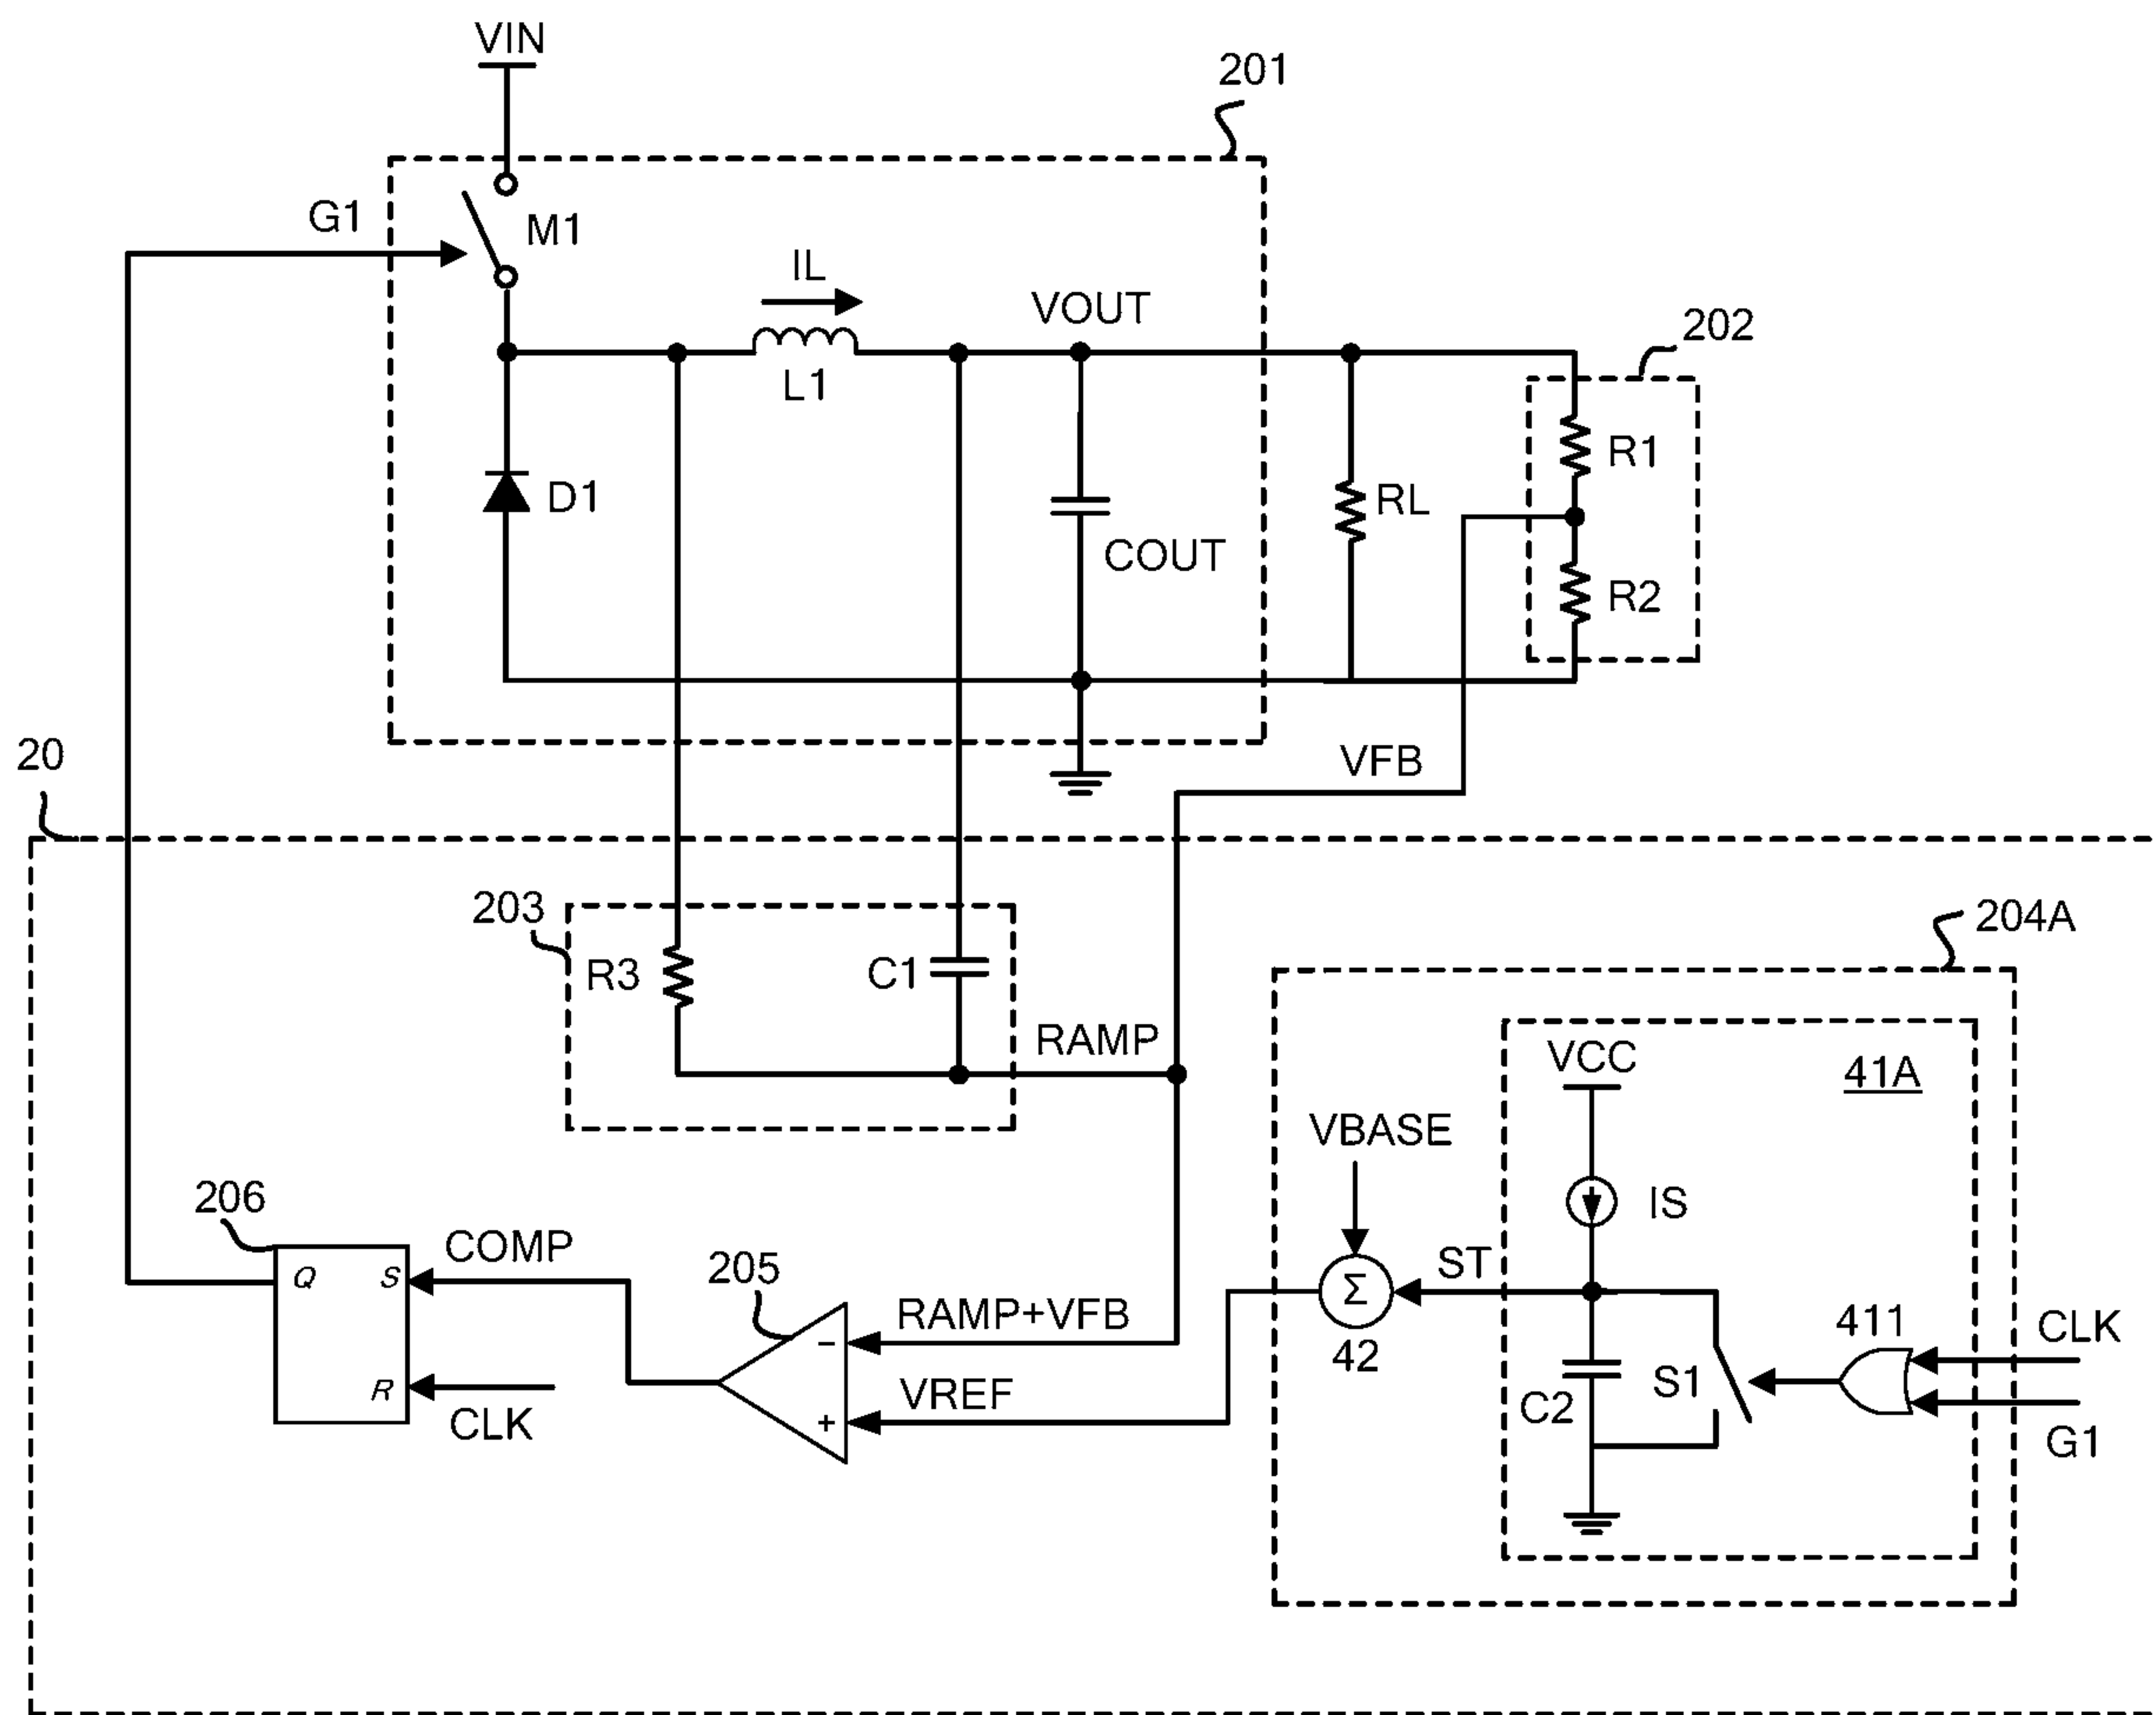 VIN
201
G1
M1
IL
VOUT
202
L1
R1
D1
RL
COUT
R2
20
VFB
203
204A
R3
C1
RAMP
VCC
41A
VBASE
206
IS
COMP
205
ST
Q
S
RAMP+VFB
Σ
411
CLK
−
42
R
VREF
S1
C2
CLK
+
G1